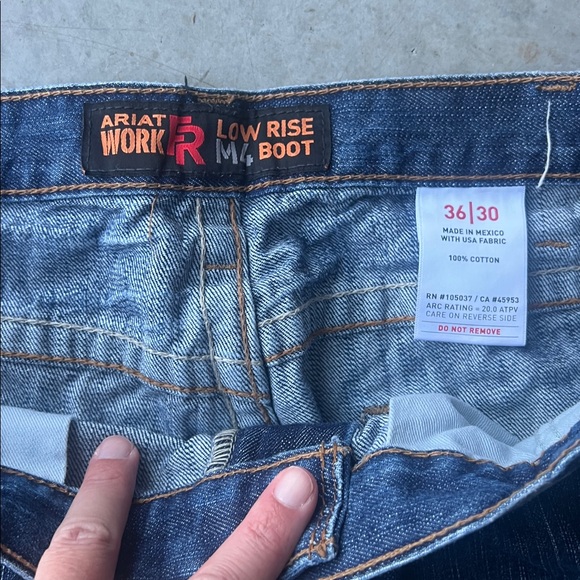 ARIAT FR LOW RISE
WORK M4 BOOT
36|30
MADE IN MEXICO
WITH USA FABRIC
100% COTTON
RN #105037 / CA #45953
ARC RATING = 20.0 ATPV
CARE ON REVERSE SIDE
DO NOT REMOVE